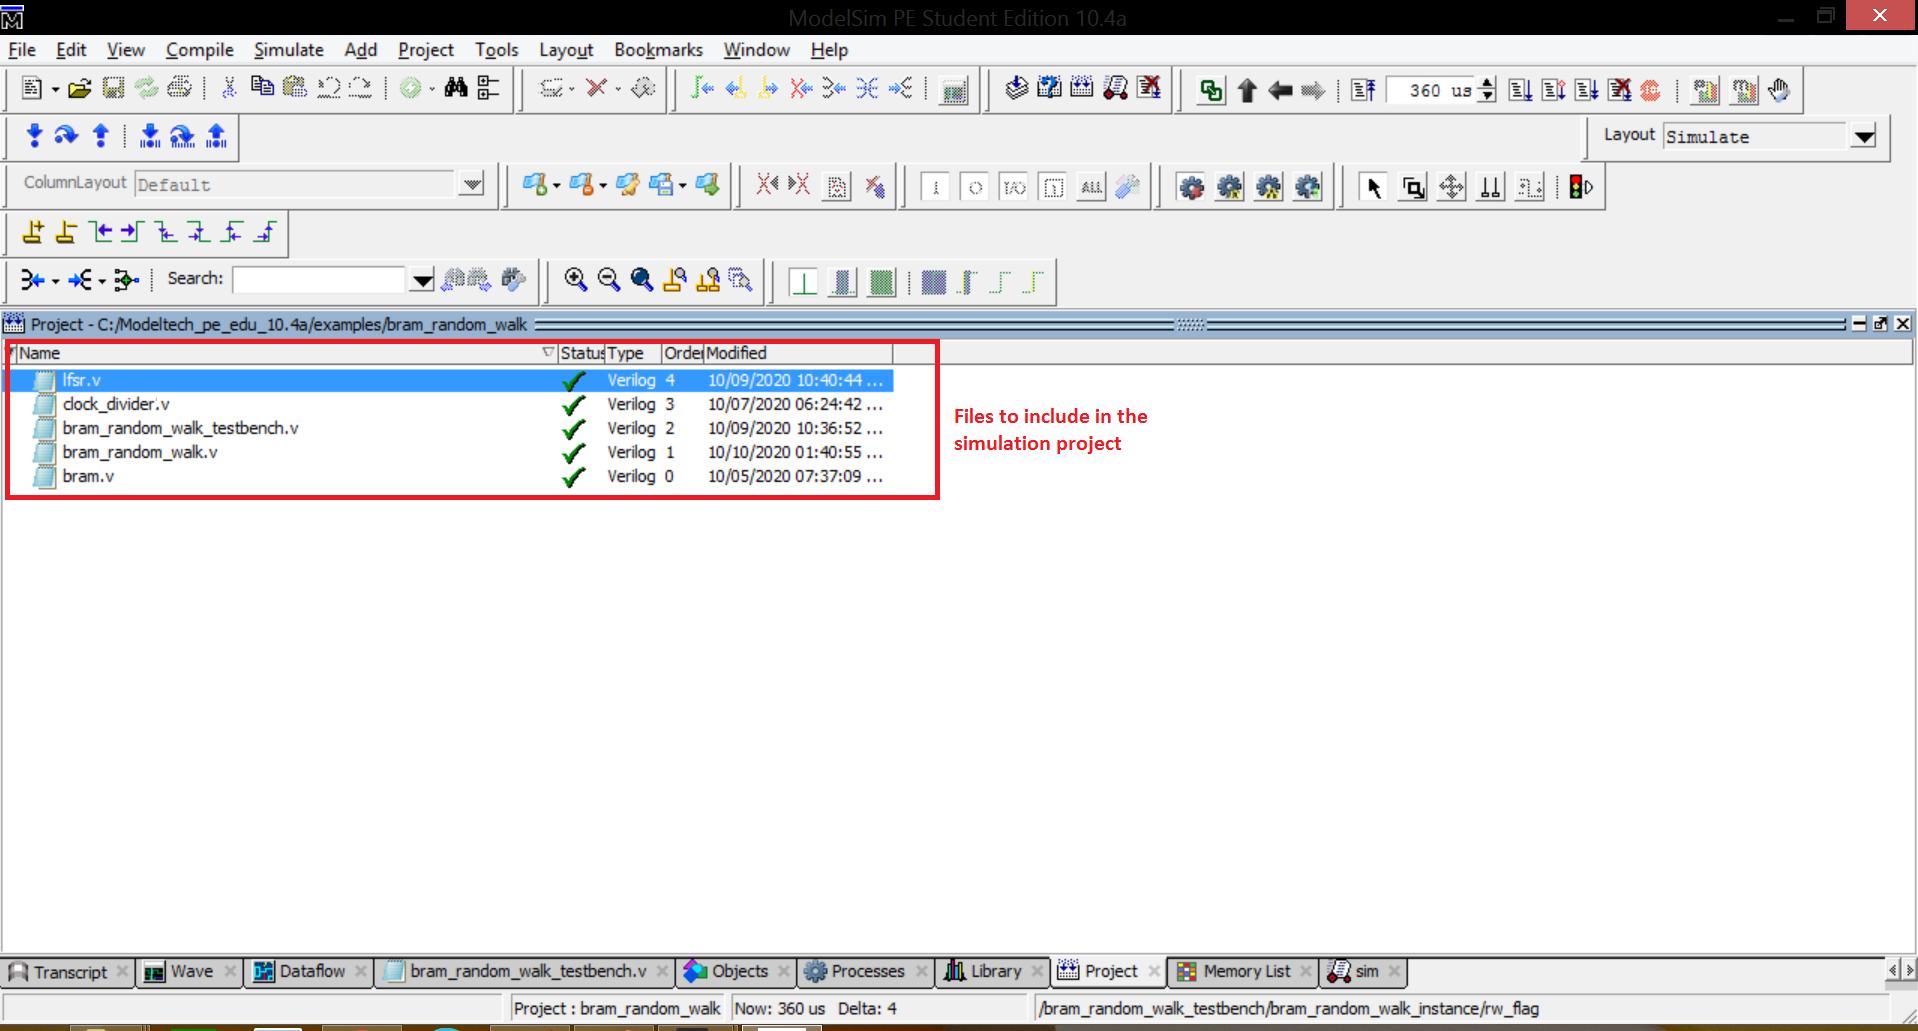 ModelSim PE Student Edition 10.4a
File Edit View Compile Simulate Add Project Tools Layout Bookmarks Window Help
360 us
Layout Simulate
ColumnLayout Default
I/O ALL
Search:
Project - C:/Modeltech_pe_edu_10.4a/examples/bram_random_walk
Name Status Type Order Modified
lfsr.v Verilog 4 10/09/2020 10:40:44 ...
clock_divider.v Verilog 3 10/07/2020 06:24:42 ...
bram_random_walk_testbench.v Verilog 2 10/09/2020 10:36:52 ...
bram_random_walk.v Verilog 1 10/10/2020 01:40:55 ...
bram.v Verilog 0 10/05/2020 07:37:09 ...
Files to include in the
simulation project
Transcript Wave Dataflow bram_random_walk_testbench.v Objects Processes Library Project Memory List sim
Project : bram_random_walk Now: 360 us Delta: 4 /bram_random_walk_testbench/bram_random_walk_instance/rw_flag